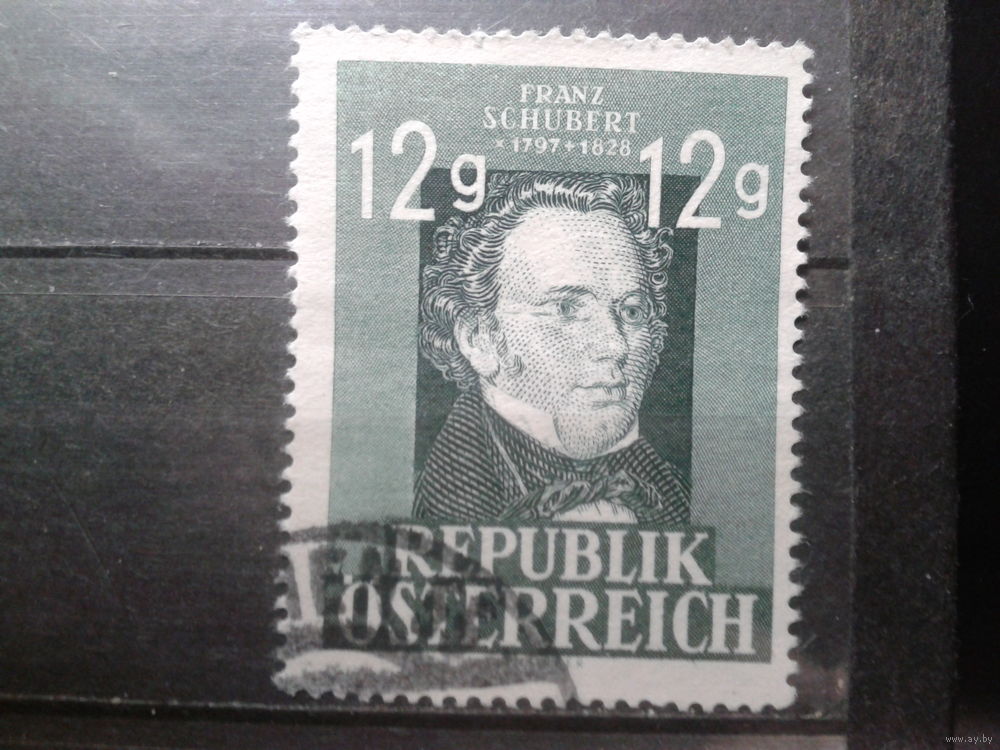 FRANZ
SCHUBERT
× 1797 + 1828
12g 12g
REPUBLIK
ÖSTERREICH
www.ay.by